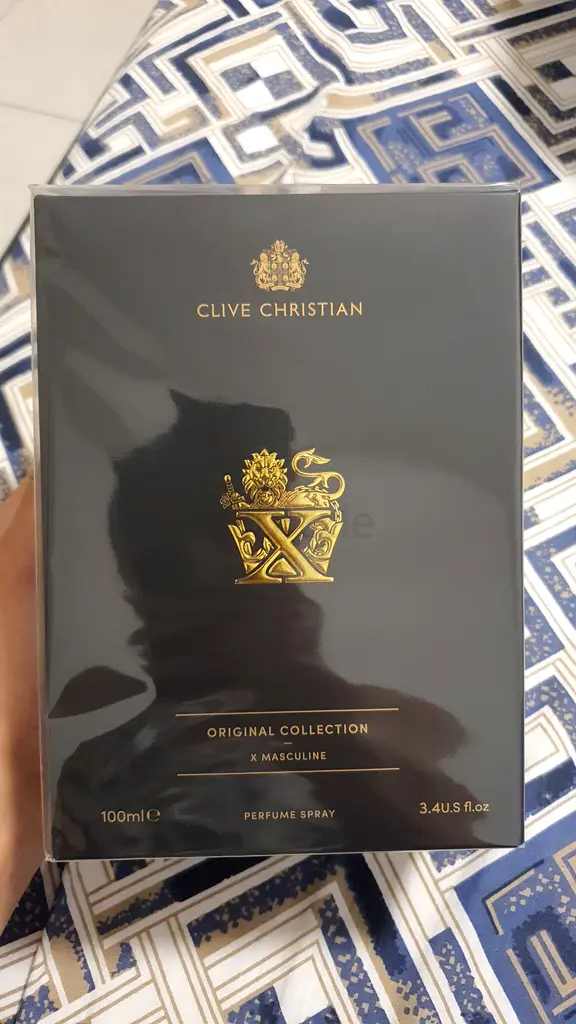 CLIVE CHRISTIAN
X
ORIGINAL COLLECTION
X MASCULINE
100ml℮
PERFUME SPRAY
3.4U.S fl.oz